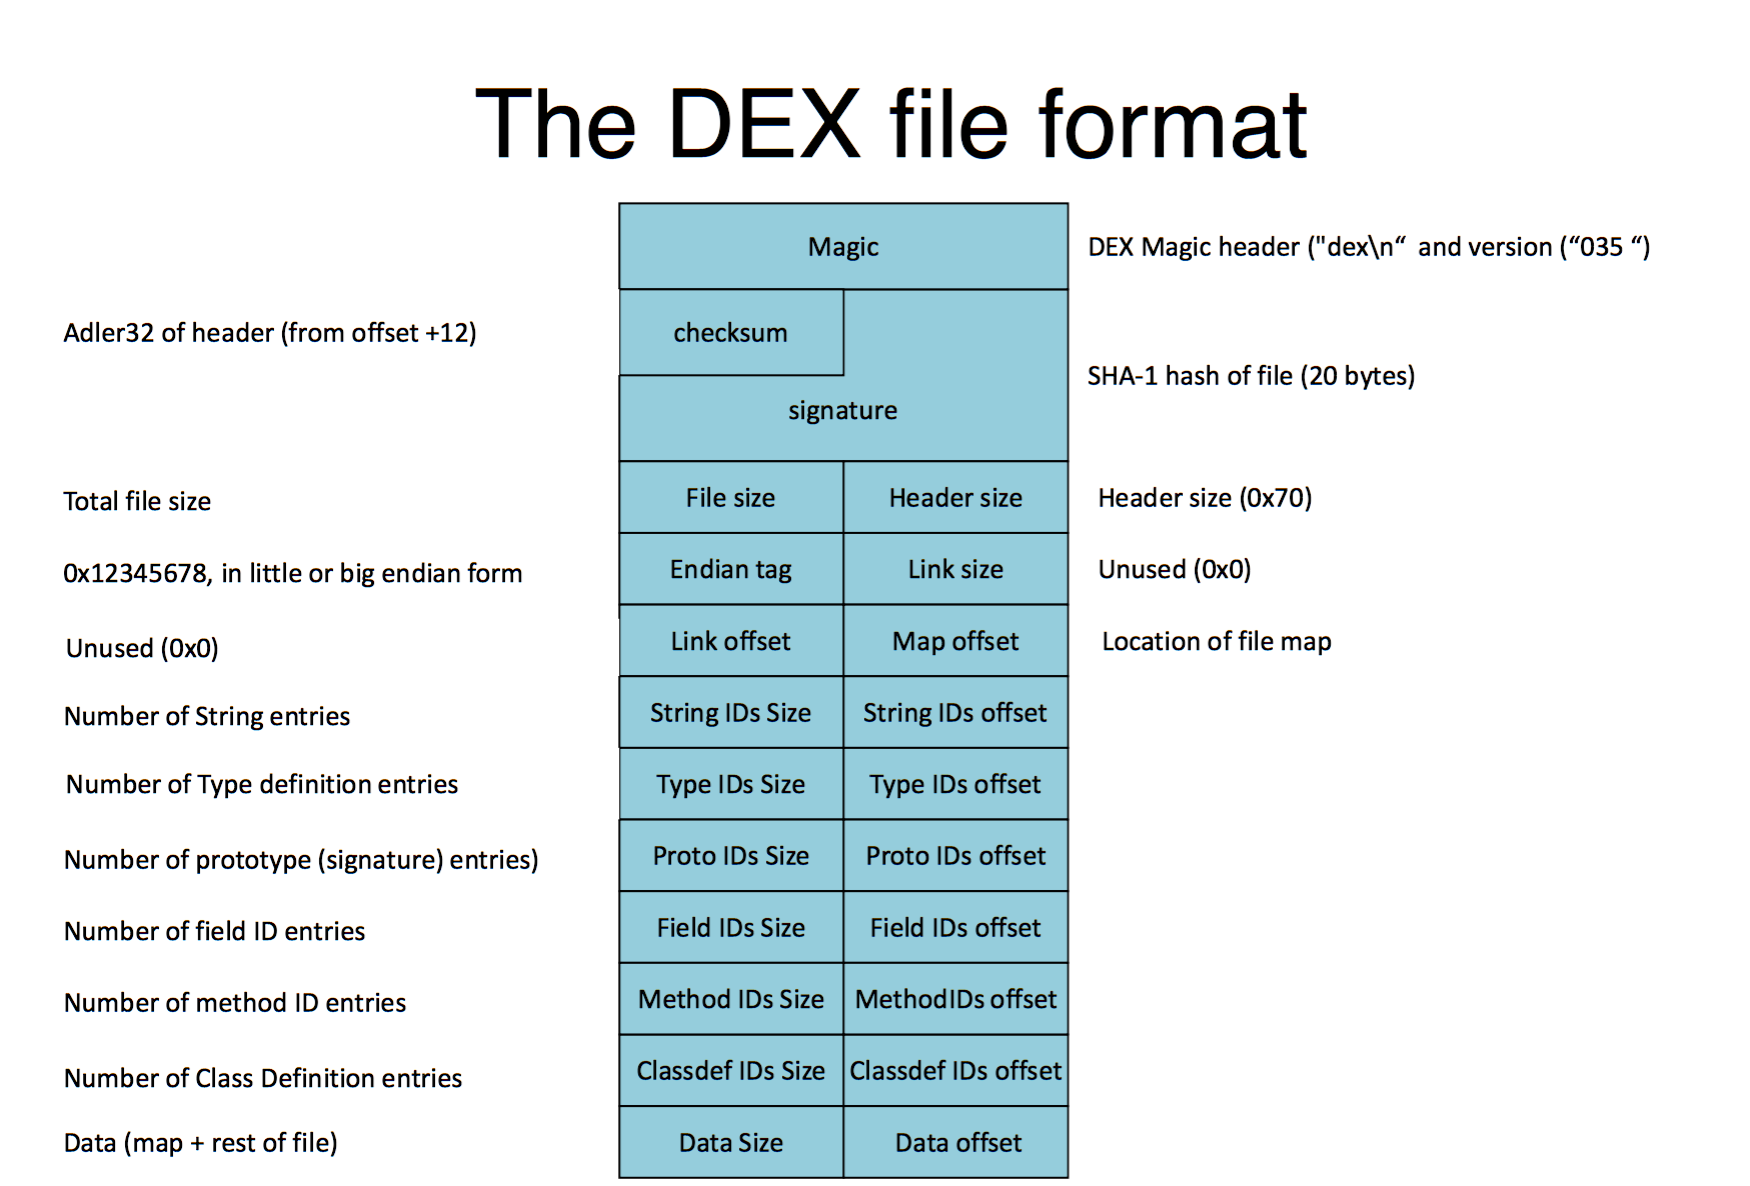 The DEX file format
Magic
DEX Magic header ("dex\n“ and version (“035 “)
Adler32 of header (from offset +12)
checksum
SHA-1 hash of file (20 bytes)
signature
Total file size
File size
Header size
Header size (0x70)
0x12345678, in little or big endian form
Endian tag
Link size
Unused (0x0)
Unused (0x0)
Link offset
Map offset
Location of file map
Number of String entries
String IDs Size
String IDs offset
Number of Type definition entries
Type IDs Size
Type IDs offset
Number of prototype (signature) entries)
Proto IDs Size
Proto IDs offset
Number of field ID entries
Field IDs Size
Field IDs offset
Number of method ID entries
Method IDs Size
MethodIDs offset
Number of Class Definition entries
Classdef IDs Size
Classdef IDs offset
Data (map + rest of file)
Data Size
Data offset